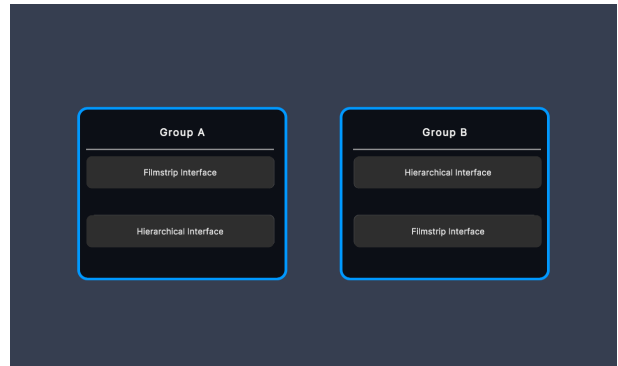 Group A
Filmstrip Interface
Hierarchical Interface
Group B
Hierarchical Interface
Filmstrip Interface